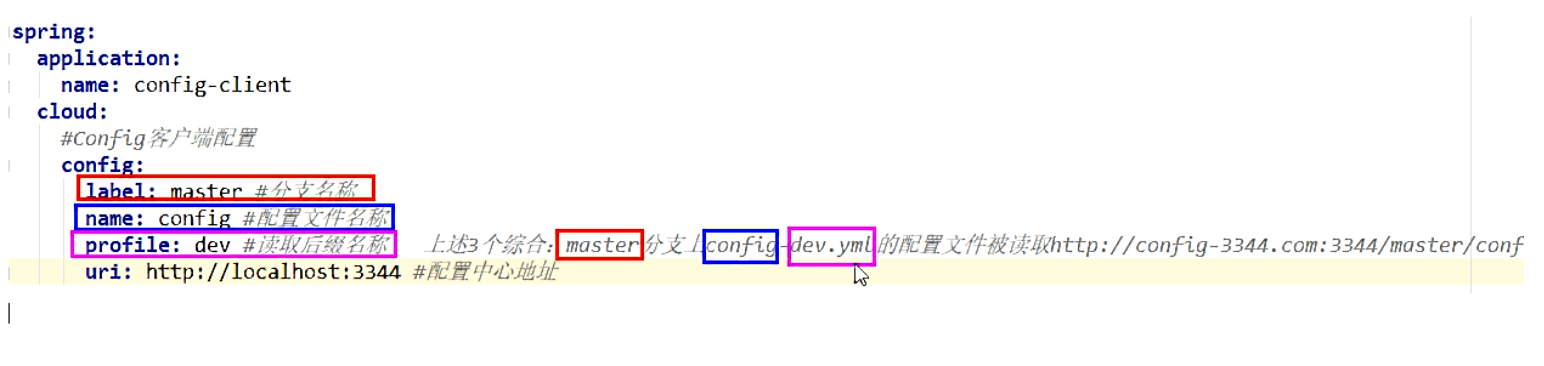 spring:
application:
name: config-client
cloud:
#Config客户端配置
config:
label: master #分支名称
name: config #配置文件名称
profile: dev #读取后缀名称 上述3个综合：master分支上config-dev.yml的配置文件被读取http://config-3344.com:3344/master/conf
uri: http://localhost:3344 #配置中心地址